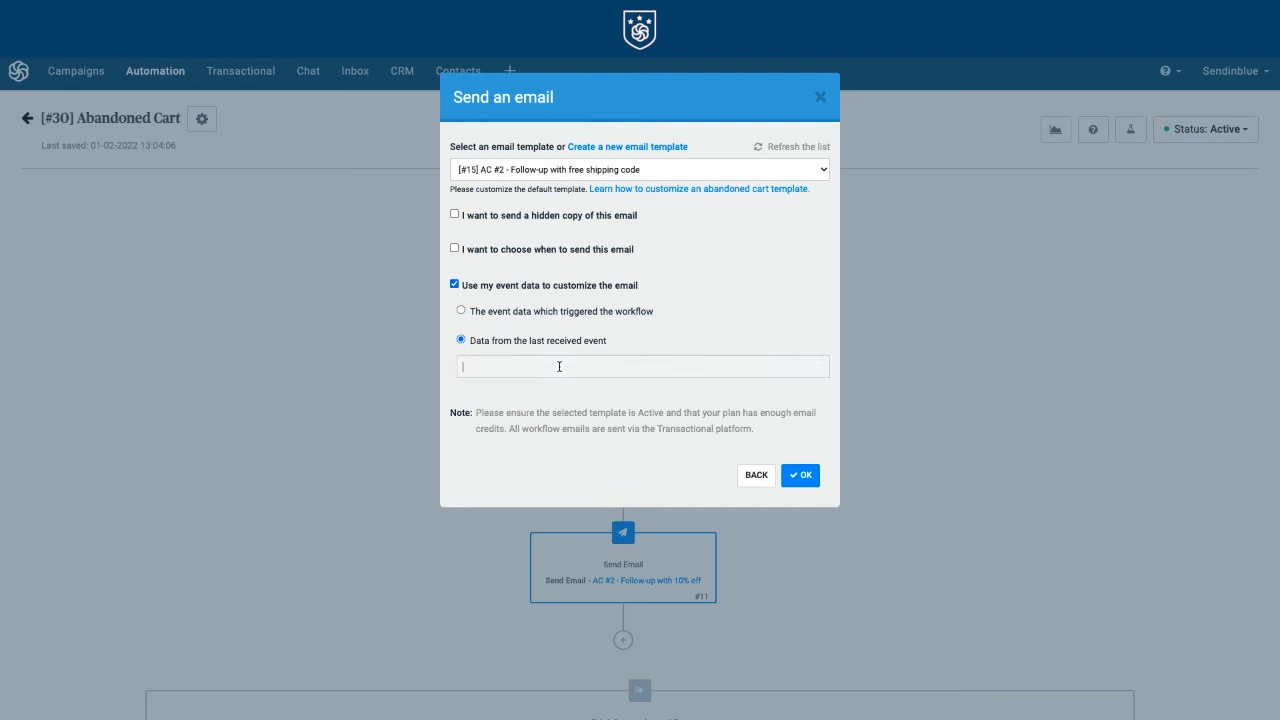 Campaigns Automation Transactional Chat Inbox CRM Contacts
Sendinblue
[#30] Abandoned Cart
Last saved: 01-02-2022 13:04:06
Status: Active
Send an email
Select an email template or Create a new email template
Refresh the list
[#15] AC #2 - Follow-up with free shipping code
Please customize the default template. Learn how to customize an abandoned cart template.
I want to send a hidden copy of this email
I want to choose when to send this email
Use my event data to customize the email
The event data which triggered the workflow
Data from the last received event
Note: Please ensure the selected template is Active and that your plan has enough email
credits. All workflow emails are sent via the Transactional platform.
BACK
OK
Send Email
Send Email - AC #2 - Follow-up with 10% off
#11